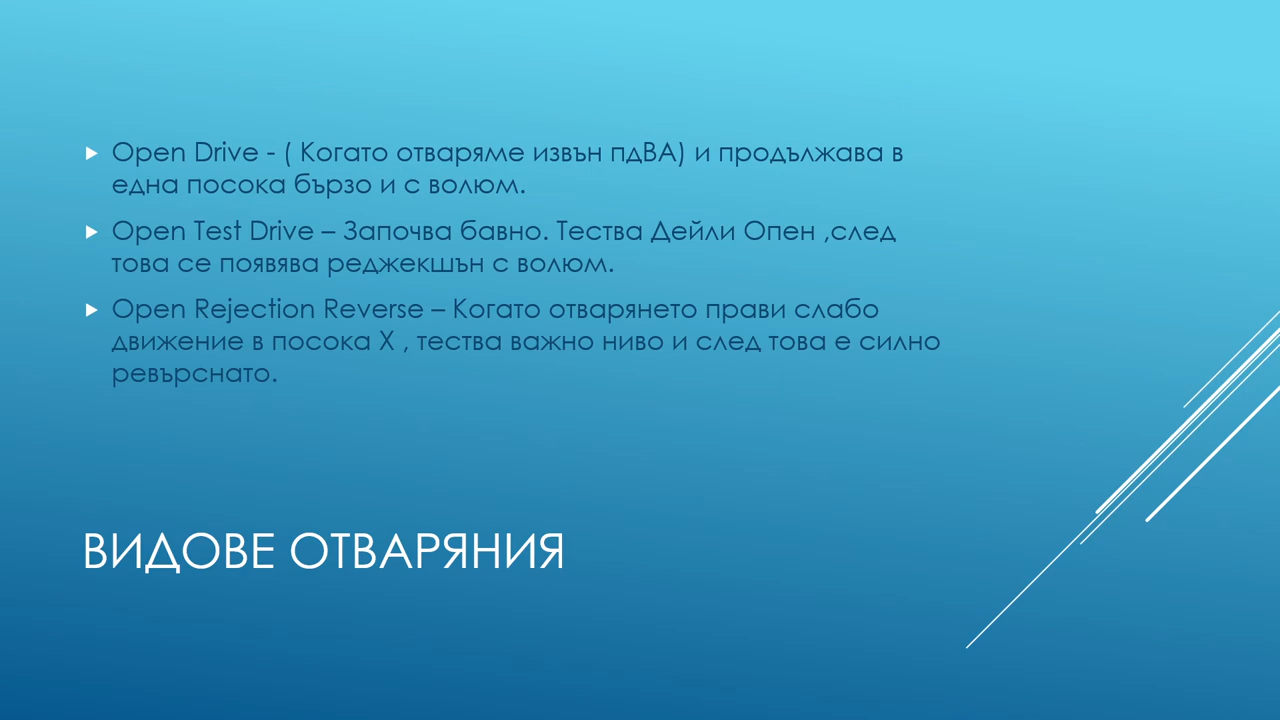 Open Drive - ( Когато отваряме извън пдВА) и продължава в
една посока бързо и с волюм.
Open Test Drive – Започва бавно. Тества Дейли Опен ,след
това се появява реджекшън с волюм.
Open Rejection Reverse – Когато отварянето прави слабо
движение в посока Х , тества важно ниво и след това е силно
ревърснато.
ВИДОВЕ ОТВАРЯНИЯ